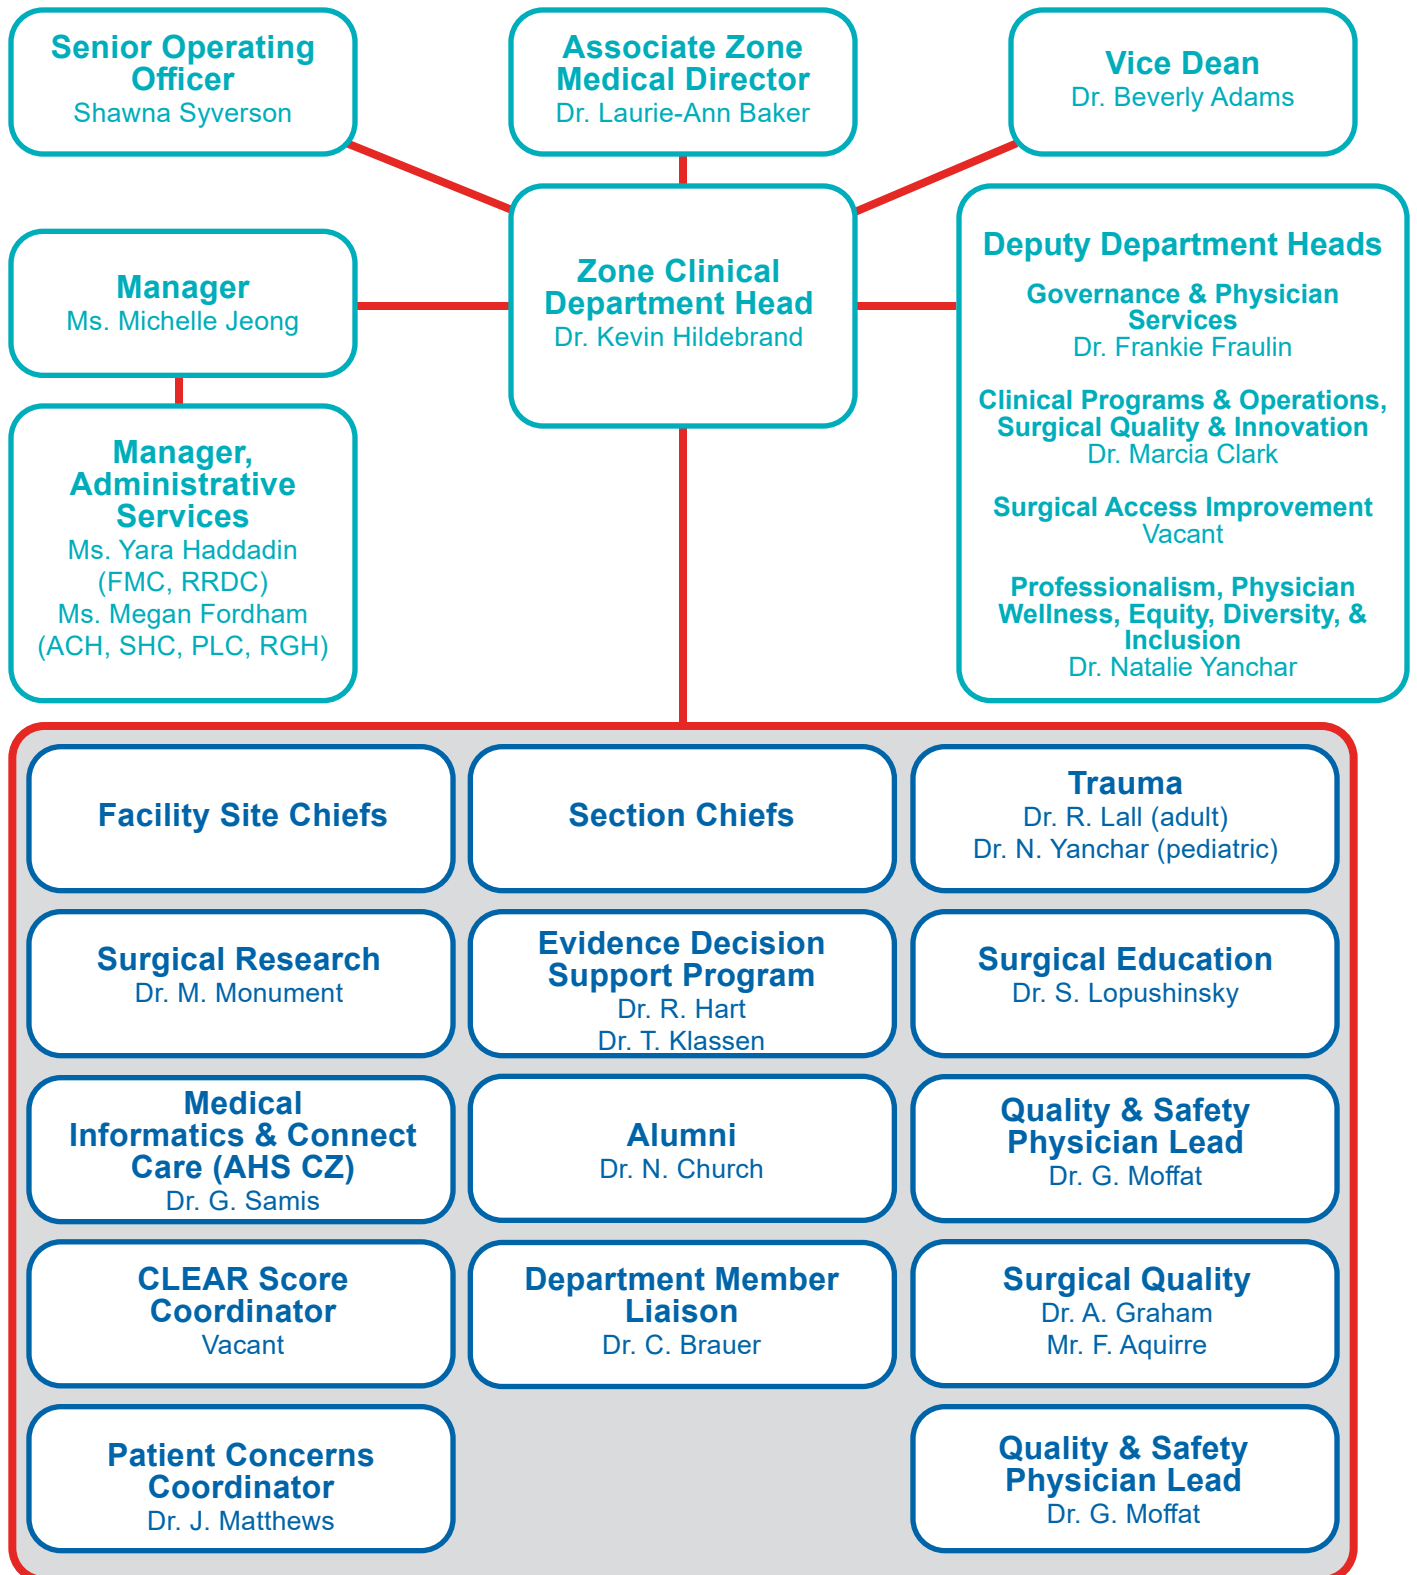 Senior Operating
Officer
Shawna Syverson
Associate Zone
Medical Director
Dr. Laurie-Ann Baker
Vice Dean
Dr. Beverly Adams
Manager
Ms. Michelle Jeong
Zone Clinical
Department Head
Dr. Kevin Hildebrand
Deputy Department Heads
Governance & Physician
Services
Dr. Frankie Fraulin
Clinical Programs & Operations,
Surgical Quality & Innovation
Dr. Marcia Clark
Surgical Access Improvement
Vacant
Professionalism, Physician
Wellness, Equity, Diversity, &
Inclusion
Dr. Natalie Yanchar
Manager,
Administrative
Services
Ms. Yara Haddadin
(FMC, RRDC)
Ms. Megan Fordham
(ACH, SHC, PLC, RGH)
Facility Site Chiefs
Section Chiefs
Trauma
Dr. R. Lall (adult)
Dr. N. Yanchar (pediatric)
Surgical Research
Dr. M. Monument
Evidence Decision
Support Program
Dr. R. Hart
Dr. T. Klassen
Surgical Education
Dr. S. Lopushinsky
Medical
Informatics & Connect
Care (AHS CZ)
Dr. G. Samis
Alumni
Dr. N. Church
Quality & Safety
Physician Lead
Dr. G. Moffat
CLEAR Score
Coordinator
Vacant
Department Member
Liaison
Dr. C. Brauer
Surgical Quality
Dr. A. Graham
Mr. F. Aquirre
Patient Concerns
Coordinator
Dr. J. Matthews
Quality & Safety
Physician Lead
Dr. G. Moffat